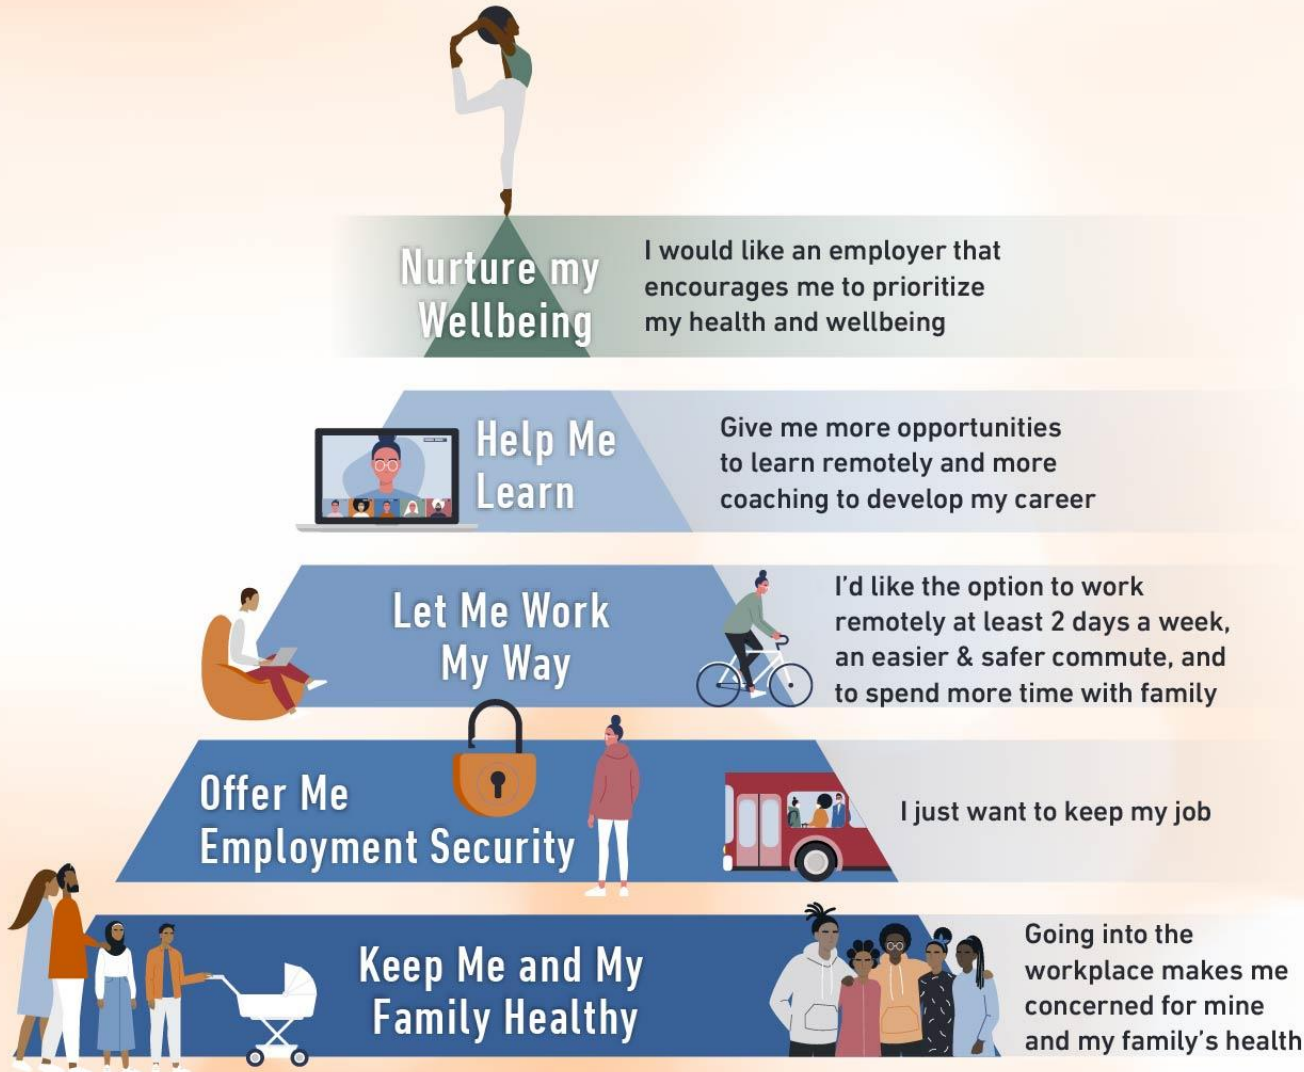 Nurture my
Wellbeing
I would like an employer that
encourages me to prioritize
my health and wellbeing
Help Me
Learn
Give me more opportunities
to learn remotely and more
coaching to develop my career
Let Me Work
My Way
I'd like the option to work
remotely at least 2 days a week,
an easier & safer commute, and
to spend more time with family
Offer Me
Employment Security
I just want to keep my job
Keep Me and My
Family Healthy
Going into the
workplace makes me
concerned for mine
and my family's health